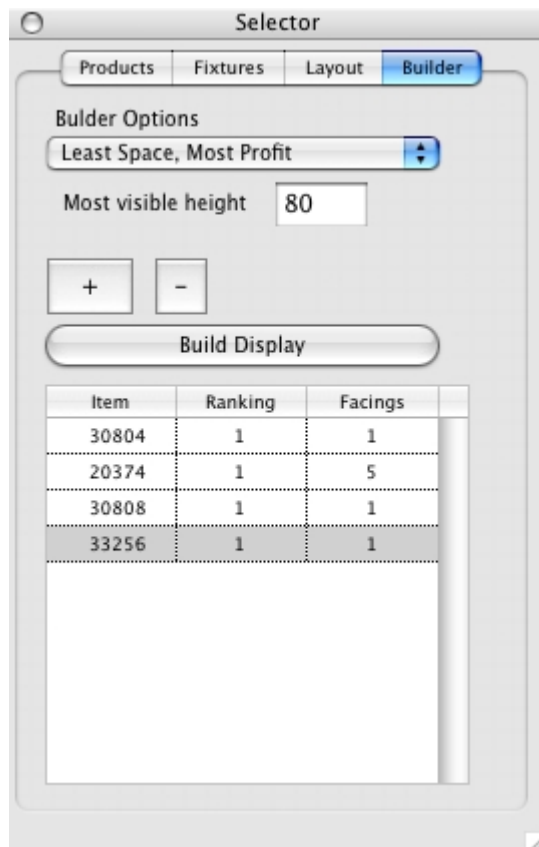 Selector
Products Fixtures Layout Builder
Bulder Options
Least Space, Most Profit
Most visible height 80
+ -
Build Display
Item Ranking Facings
30804 1 1
20374 1 5
30808 1 1
33256 1 1